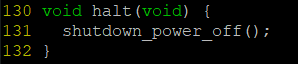 130 void halt(void) {
131   shutdown_power_off();
132 }